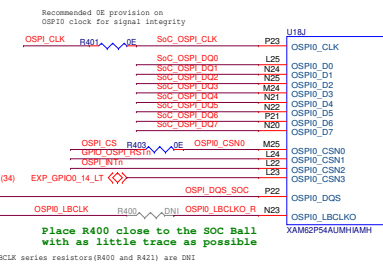 Recommended 0E provision on
OSPI0 clock for signal integrity
U18J
OSPI_CLK R401 0E SoC_OSPI_CLK P23 OSPI0_CLK
SoC_OSPI_DQ0 L25 OSPI0_D0
SoC_OSPI_DQ1 N24 OSPI0_D1
SoC_OSPI_DQ2 N25 OSPI0_D2
SoC_OSPI_DQ3 M24 OSPI0_D3
SoC_OSPI_DQ4 N21 OSPI0_D4
SoC_OSPI_DQ5 N22 OSPI0_D5
SoC_OSPI_DQ6 P21 OSPI0_D6
SoC_OSPI_DQ7 N20 OSPI0_D7
OSPI_CS R403 0E OSPI0_CSN0 M25 OSPI0_CSN0
GPIO_OSPI_RSTn L24 OSPI0_CSN1
OSPI_INTn L22 OSPI0_CSN2
(34) EXP_GPIO0_14_LT L23 OSPI0_CSN3
OSPI_DQS_SOC P22 OSPI0_DQS
OSPI0_LBCLK R400 DNI OSPI0_LBCLKO_R N23 OSPI0_LBCLKO
Place R400 close to the SOC Ball
with as little trace as possible
XAM62P54AUMHIAMH
BCLK series resistors(R400 and R421) are DNI